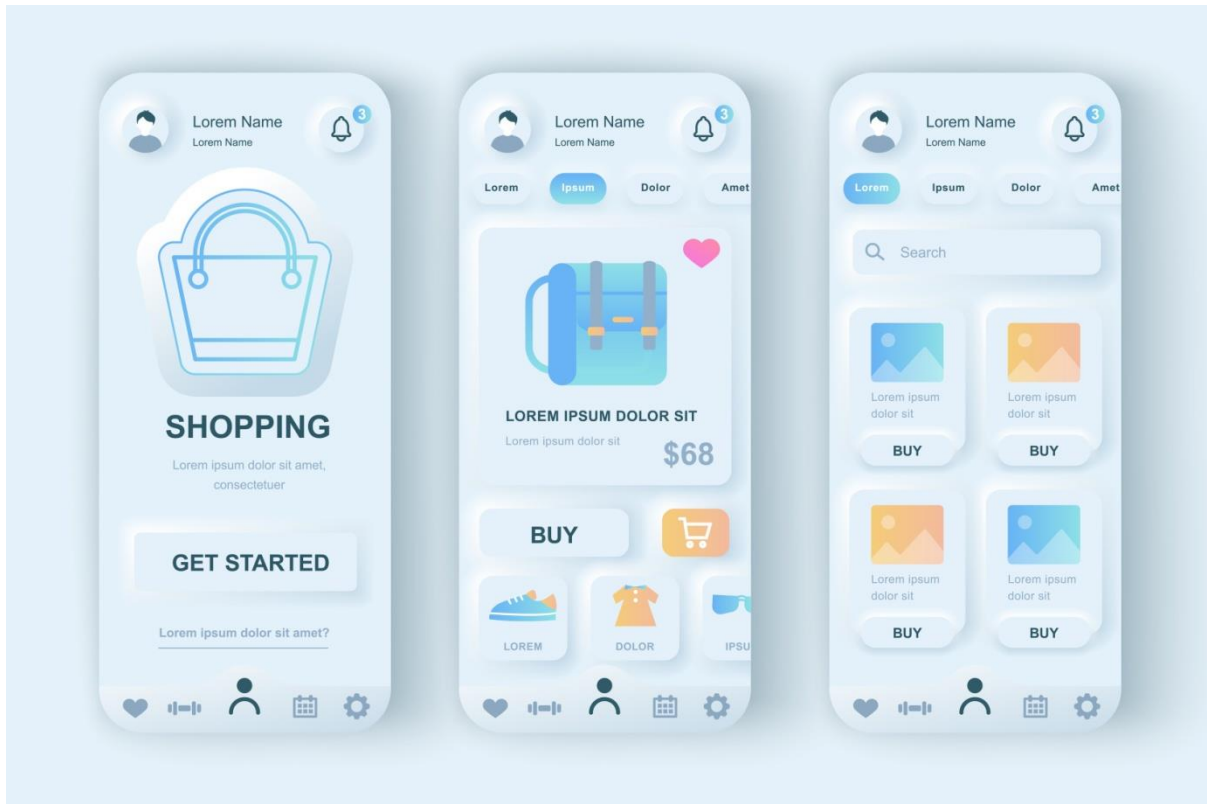 Lorem Name
Lorem Name
3
SHOPPING
Lorem ipsum dolor sit amet,
consectetuer
GET STARTED
Lorem ipsum dolor sit amet?
Lorem Name
Lorem Name
3
Lorem Ipsum Dolor Amet
LOREM IPSUM DOLOR SIT
Lorem ipsum dolor sit
$68
BUY
LOREM DOLOR IPSU
Lorem Name
Lorem Name
3
Lorem Ipsum Dolor Amet
Search
Lorem ipsum
dolor sit
BUY
Lorem ipsum
dolor sit
BUY
Lorem ipsum
dolor sit
BUY
Lorem ipsum
dolor sit
BUY